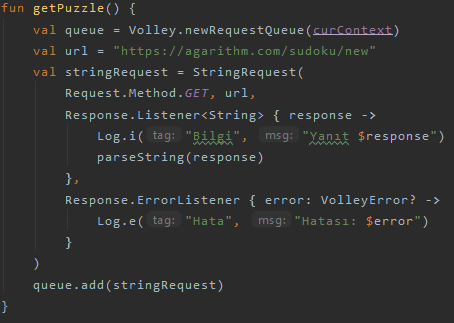 fun getPuzzle() {
    val queue = Volley.newRequestQueue(curContext)
    val url = "https://agarithm.com/sudoku/new"
    val stringRequest = StringRequest(
        Request.Method.GET, url,
        Response.Listener<String> { response ->
            Log.i( tag: "Bilgi", msg: "Yanıt $response")
            parseString(response)
        },
        Response.ErrorListener { error: VolleyError? ->
            Log.e( tag: "Hata", msg: "Hatası: $error")
        }
    )
    queue.add(stringRequest)
}